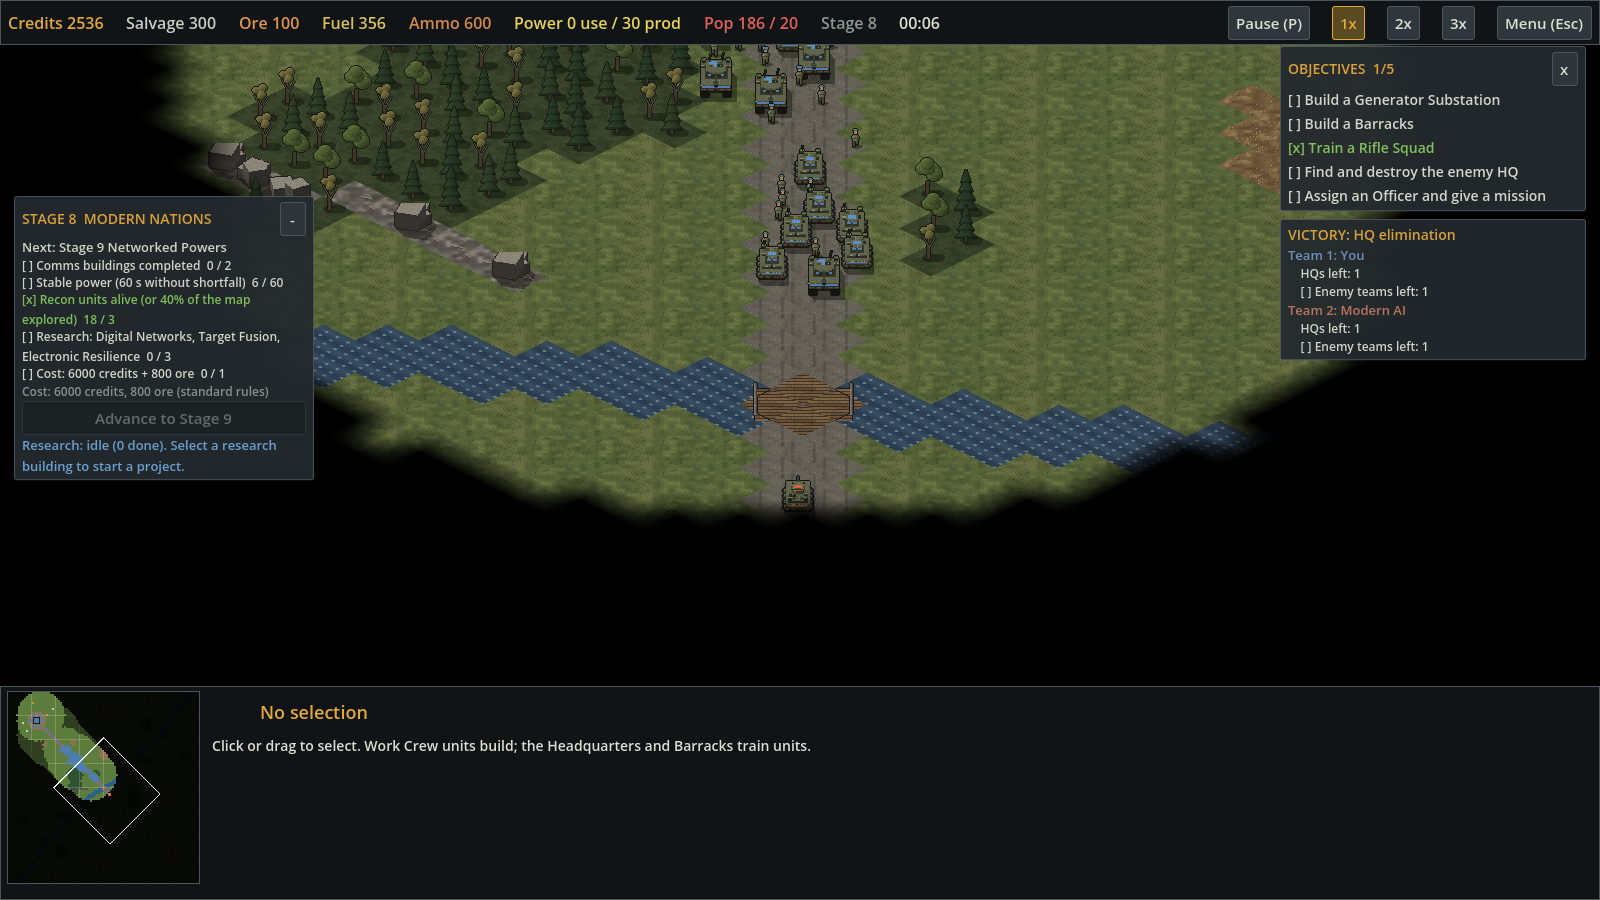 Credits 2536 Salvage 300 Ore 100 Fuel 356 Ammo 600 Power 0 use / 30 prod Pop 186 / 20 Stage 8 00:06 Pause (P) 1x 2x 3x Menu (Esc)
OBJECTIVES 1/5 x
[ ] Build a Generator Substation
[ ] Build a Barracks
[x] Train a Rifle Squad
[ ] Find and destroy the enemy HQ
[ ] Assign an Officer and give a mission
VICTORY: HQ elimination
Team 1: You
HQs left: 1
[ ] Enemy teams left: 1
Team 2: Modern AI
HQs left: 1
[ ] Enemy teams left: 1
STAGE 8 MODERN NATIONS -
Next: Stage 9 Networked Powers
[ ] Comms buildings completed 0 / 2
[ ] Stable power (60 s without shortfall) 6 / 60
[x] Recon units alive (or 40% of the map
explored) 18 / 3
[ ] Research: Digital Networks, Target Fusion,
Electronic Resilience 0 / 3
[ ] Cost: 6000 credits + 800 ore 0 / 1
Cost: 6000 credits, 800 ore (standard rules)
Advance to Stage 9
Research: idle (0 done). Select a research
building to start a project.
No selection
Click or drag to select. Work Crew units build; the Headquarters and Barracks train units.